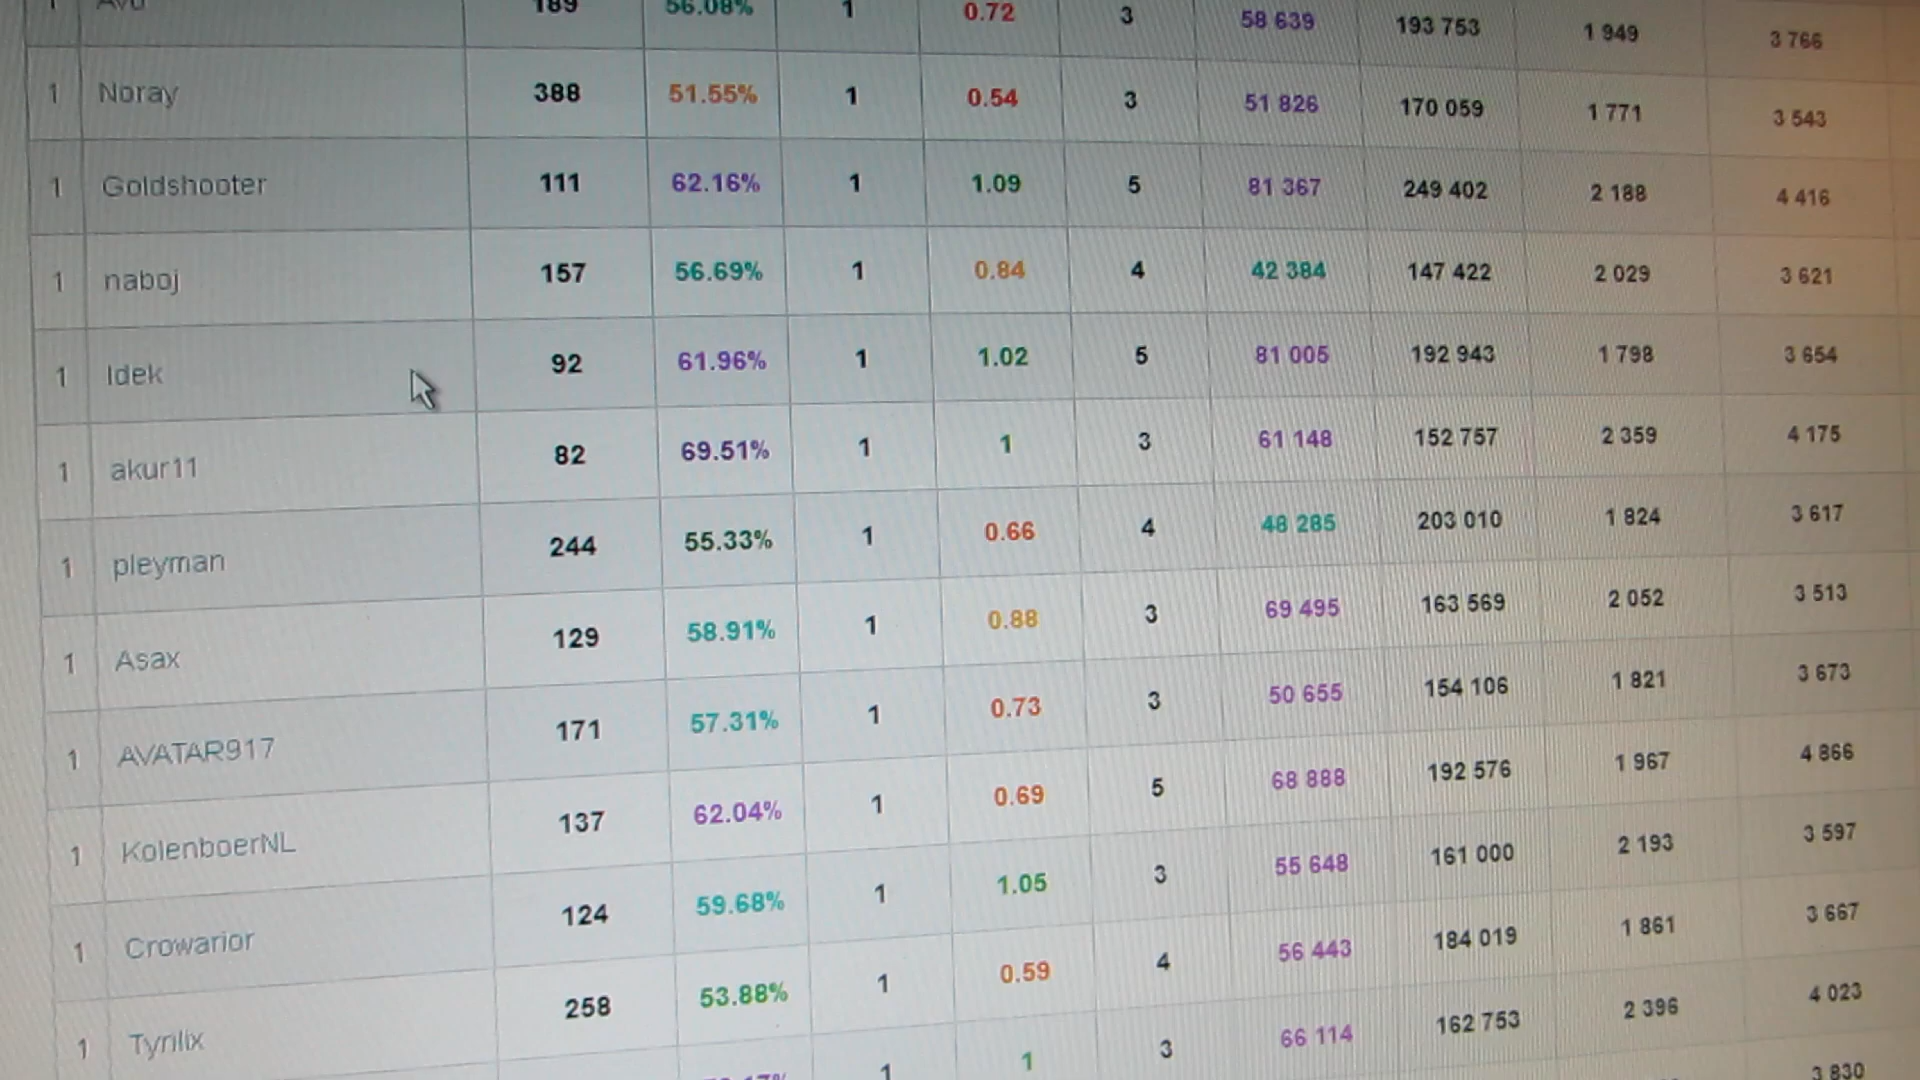 189 56.08% 1 0.72 3 58 639 193 753 1 949 3 766
1 Noray 388 51.55% 1 0.54 3 51 826 170 059 1 771 3 543
1 Goldshooter 111 62.16% 1 1.09 5 81 367 249 402 2 188 4 416
1 naboj 157 56.69% 1 0.84 4 42 384 147 422 2 029 3 621
1 Idek 92 61.96% 1 1.02 5 81 005 192 943 1 798 3 654
1 akur11 82 69.51% 1 1 3 61 148 152 757 2 359 4 175
1 pleyman 244 55.33% 1 0.66 4 48 285 203 010 1 824 3 617
1 Asax 129 58.91% 1 0.88 3 69 495 163 569 2 052 3 513
1 AVATAR917 171 57.31% 1 0.73 3 50 655 154 106 1 821 3 673
1 KolenboerNL 137 62.04% 1 0.69 5 68 888 192 576 1 967 4 866
1 Crowarior 124 59.68% 1 1.05 3 55 648 161 000 2 193 3 597
1 Tyrilix 258 53.88% 1 0.59 4 56 443 184 019 1 861 3 667
1 1 3 66 114 162 753 2 396 4 023
3 830